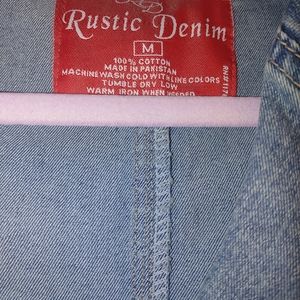 Rustic Denim
M
100% COTTON
MADE IN PAKISTAN
MACHINE WASH COLD WITH LIKE COLORS
TUMBLE DRY LOW
WARM IRON WHEN NEEDED